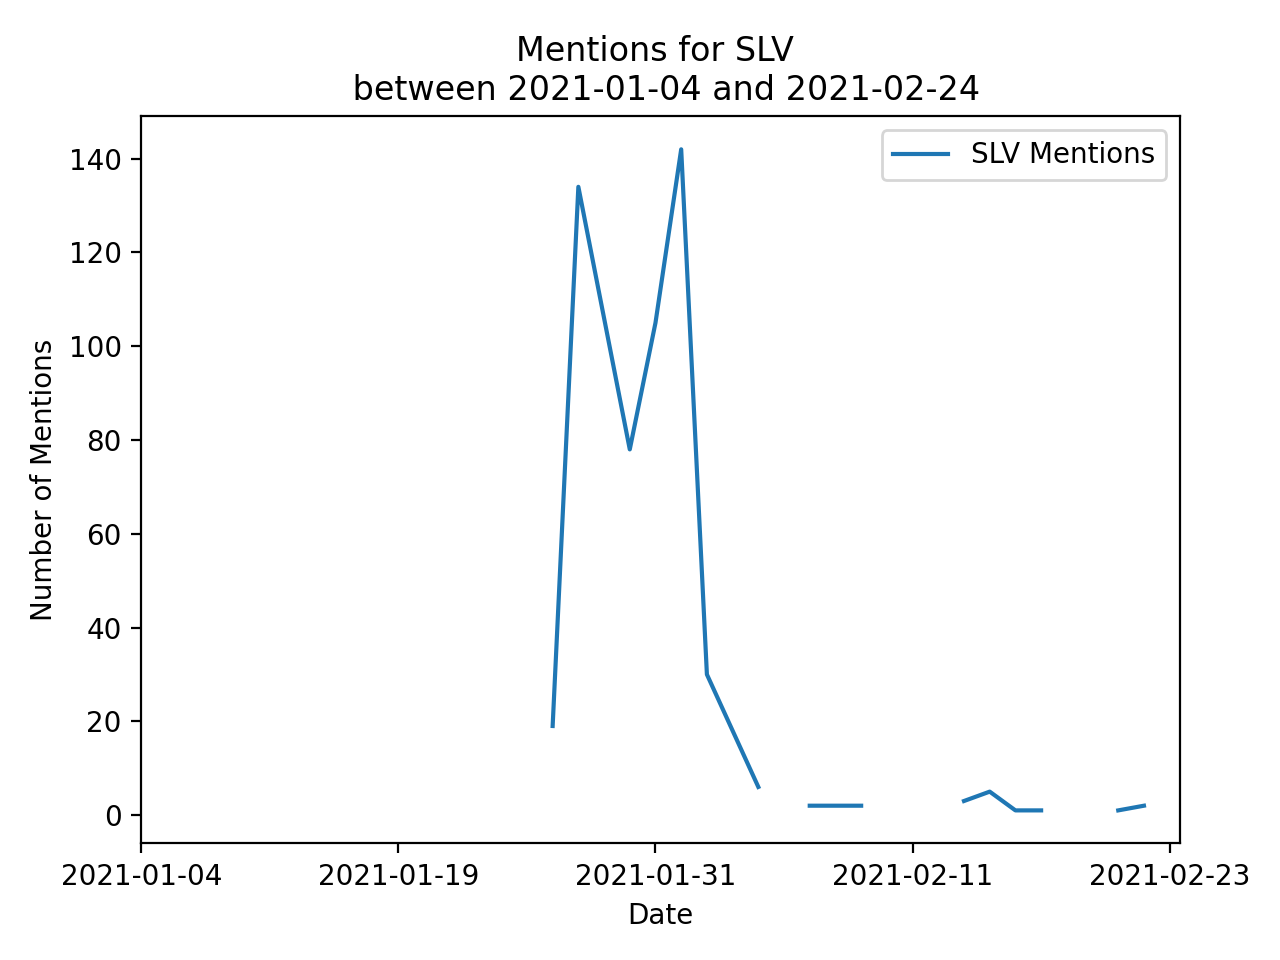 Mentions for SLV
between 2021-01-04 and 2021-02-24
SLV Mentions
Number of Mentions
140
120
100
80
60
40
20
0
2021-01-04
2021-01-19
2021-01-31
2021-02-11
2021-02-23
Date